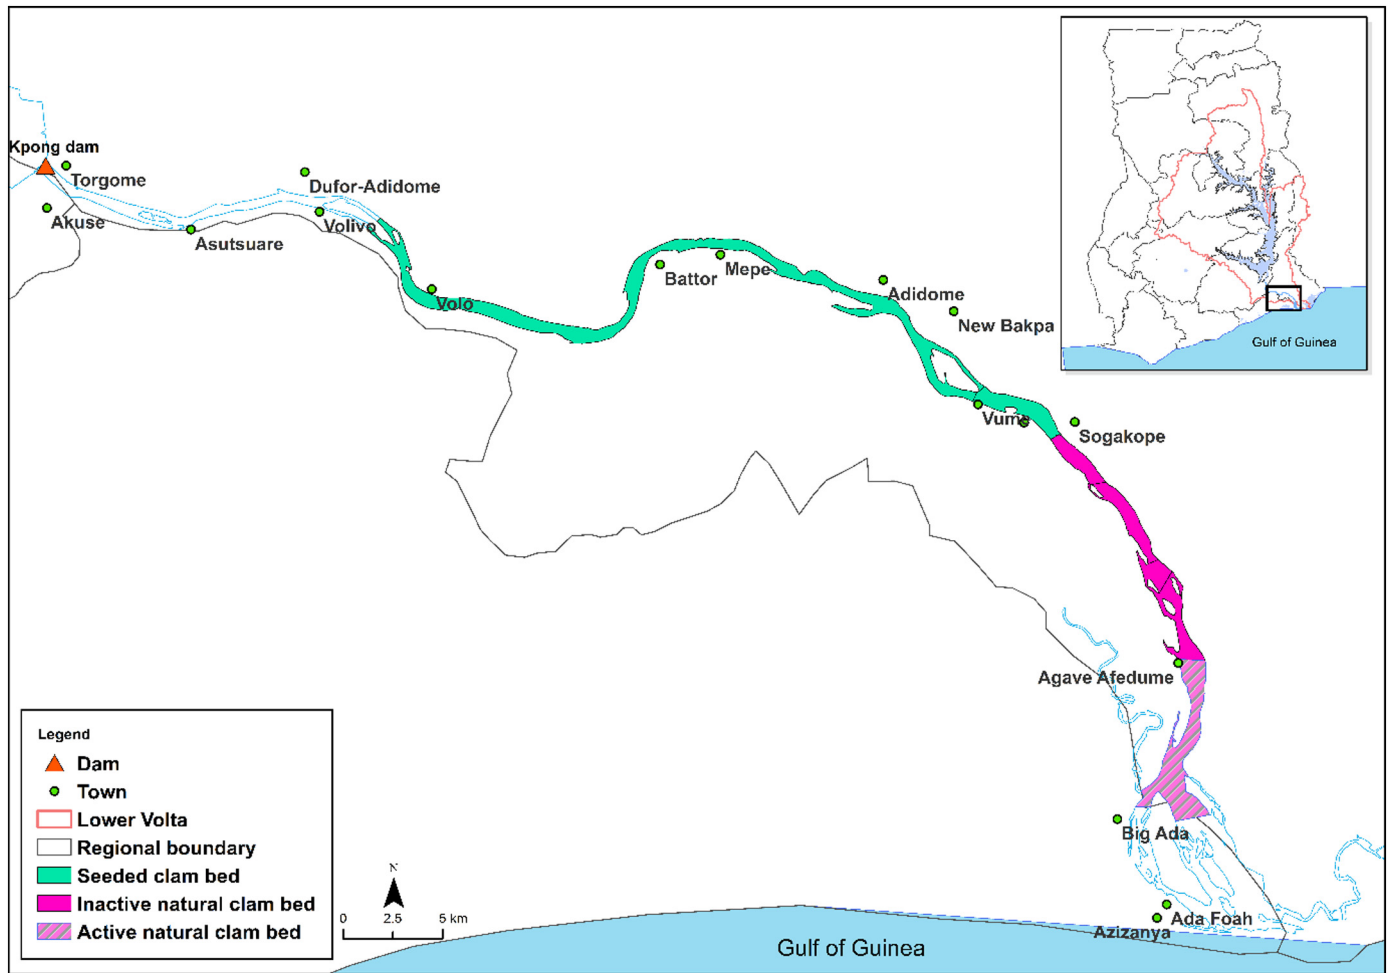 Kpong dam
Torgome
Akuse
Asutsuare
Dufor-Adidome
Volivo
Volo
Battor
Mepe
Adidome
New Bakpa
Vume
Sogakope
Agave Afedume
Big Ada
Ada Foah
Azizanya
Gulf of Guinea
Gulf of Guinea
N
0 2.5 5 km
Legend
Dam
Town
Lower Volta
Regional boundary
Seeded clam bed
Inactive natural clam bed
Active natural clam bed